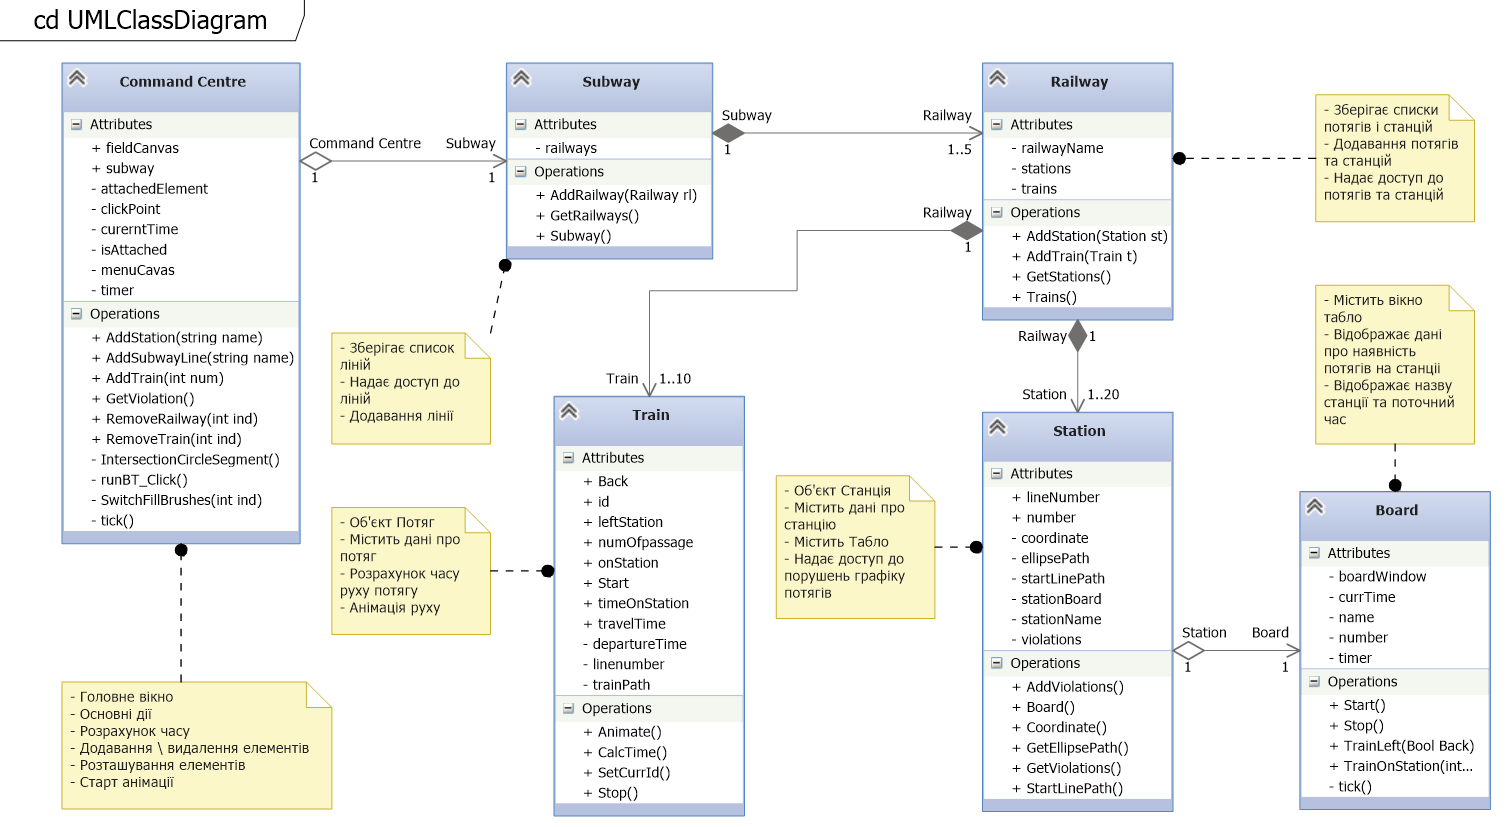 cd UMLClassDiagram
Command Centre
Attributes
+ fieldCanvas
+ subway
- attachedElement
- clickPoint
- curerntTime
- isAttached
- menuCavas
- timer
Operations
+ AddStation(string name)
+ AddSubwayLine(string name)
+ AddTrain(int num)
+ GetViolation()
+ RemoveRailway(int ind)
+ RemoveTrain(int ind)
- IntersectionCircleSegment()
- runBT_Click()
- SwitchFillBrushes(int ind)
- tick()
Command Centre
1
Subway
1
Subway
Attributes
- railways
Operations
+ AddRailway(Railway rl)
+ GetRailways()
+ Subway()
Subway
1
Railway
1..5
Railway
Attributes
- railwayName
- stations
- trains
Operations
+ AddStation(Station st)
+ AddTrain(Train t)
+ GetStations()
+ Trains()
- Зберігає списки
потягів і станцій
- Додавання потягів
та станцій
- Надає доступ до
потягів та станцій
Railway
1
Train
1..10
Railway
1
Station
1..20
- Зберігає список
ліній
- Надає доступ до
ліній
- Додавання лінії
- Містить вікно
табло
- Відображає дані
про наявність
потягів на станціі
- Відображає назву
станції та поточний
час
Train
Attributes
+ Back
+ id
+ leftStation
+ numOfpassage
+ onStation
+ Start
+ timeOnStation
+ travelTime
- departureTime
- linenumber
- trainPath
Operations
+ Animate()
+ CalcTime()
+ SetCurrId()
+ Stop()
- Об'єкт Потяг
- Містить дані про
потяг
- Розрахунок часу
руху потягу
- Анімація руху
- Об'єкт Станція
- Містить дані про
станцію
- Містить Табло
- Надає доступ до
порушень графіку
потягів
Station
Attributes
+ lineNumber
+ number
- coordinate
- ellipsePath
- startLinePath
- stationBoard
- stationName
- violations
Operations
+ AddViolations()
+ Board()
+ Coordinate()
+ GetEllipsePath()
+ GetViolations()
+ StartLinePath()
Station
1
Board
1
Board
Attributes
- boardWindow
- currTime
- name
- number
- timer
Operations
+ Start()
+ Stop()
+ TrainLeft(Bool Back)
+ TrainOnStation(int...
- tick()
- Головне вікно
- Основні дії
- Розрахунок часу
- Додавання \ видалення елементів
- Розташування елементів
- Старт анімації